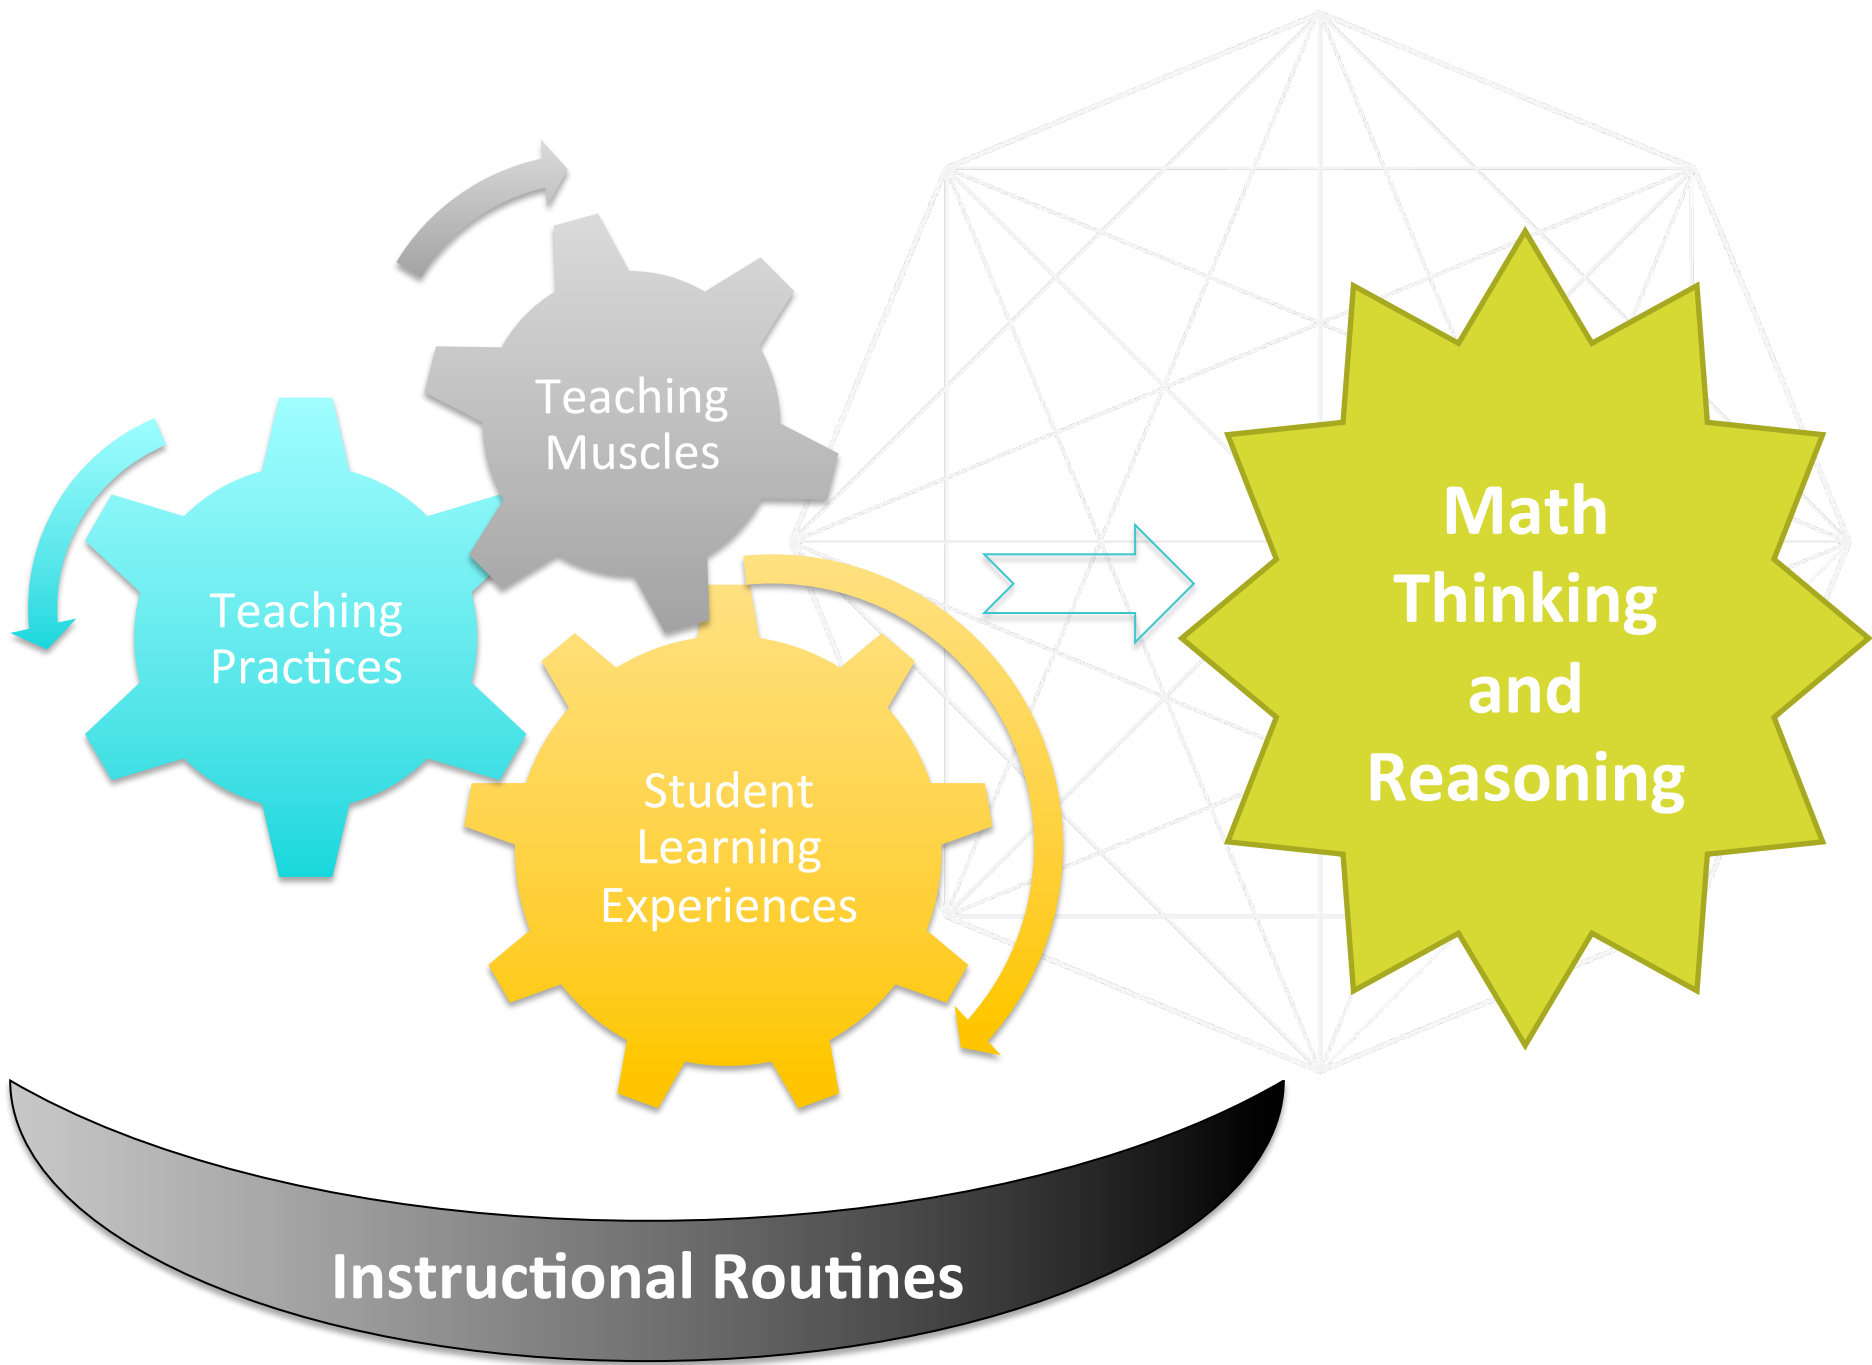 Teaching
Muscles
Teaching
Practices
Student
Learning
Experiences
Math
Thinking
and
Reasoning
Instructional Routines